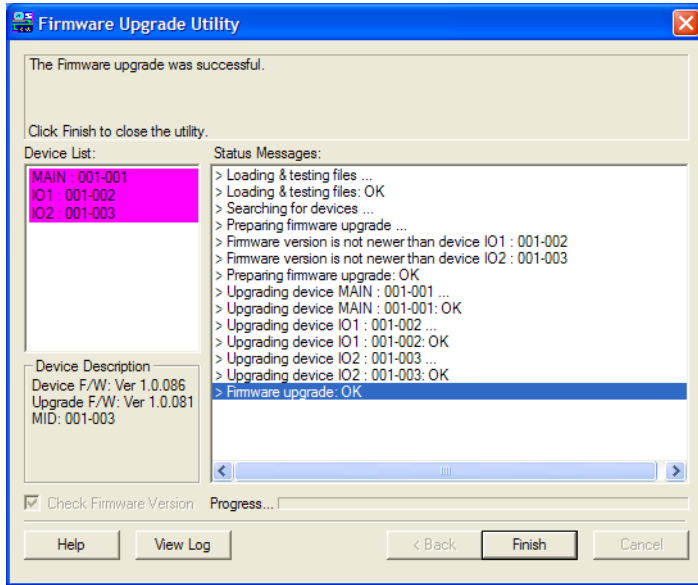 Firmware Upgrade Utility
The Firmware upgrade was successful.
Click Finish to close the utility.
Device List:
MAIN : 001-001
IO1 : 001-002
IO2 : 001-003
Status Messages:
> Loading & testing files ...
> Loading & testing files: OK
> Searching for devices ...
> Preparing firmware upgrade ...
> Firmware version is not newer than device IO1 : 001-002
> Firmware version is not newer than device IO2 : 001-003
> Preparing firmware upgrade: OK
> Upgrading device MAIN : 001-001 ...
> Upgrading device MAIN : 001-001: OK
> Upgrading device IO1 : 001-002 ...
> Upgrading device IO1 : 001-002: OK
> Upgrading device IO2 : 001-003 ...
> Upgrading device IO2 : 001-003: OK
> Firmware upgrade: OK
Device Description
Device F/W: Ver 1.0.086
Upgrade F/W: Ver 1.0.081
MID: 001-003
Check Firmware Version
Progress...
Help
View Log
< Back
Finish
Cancel